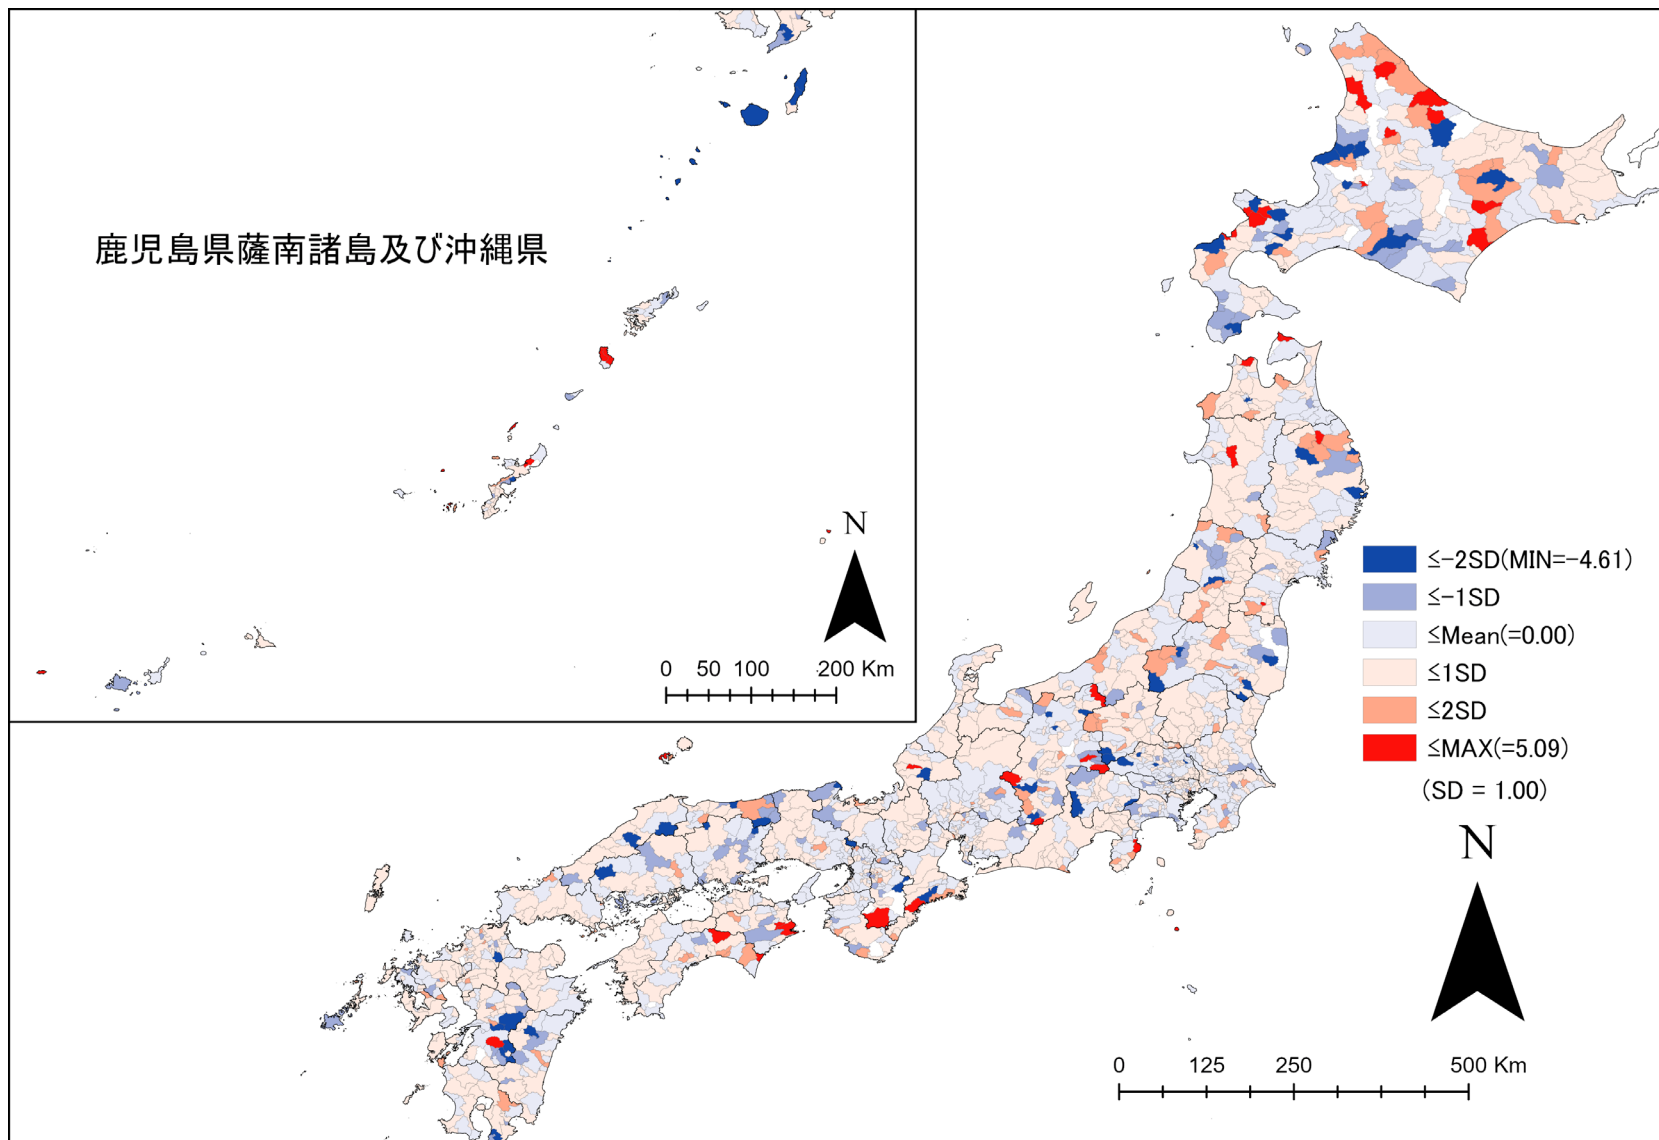 鹿児島県薩南諸島及び沖縄県
N
0 50 100 200 Km
≤-2SD(MIN=-4.61)
≤-1SD
≤Mean(=0.00)
≤1SD
≤2SD
≤MAX(=5.09)
(SD = 1.00)
N
0 125 250 500 Km